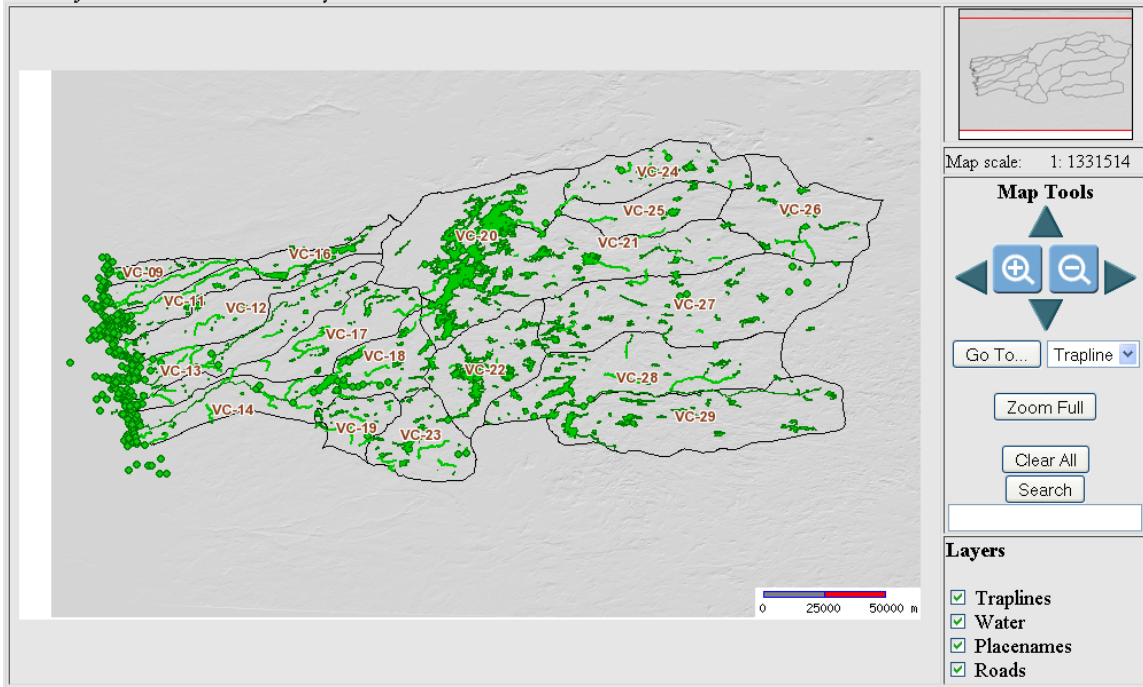 VC-24
VC-25
VC-26
VC-20
VC-21
VC-16
VC-09
VC-11
VC-12
VC-27
VC-17
VC-18
VC-13
VC-22
VC-28
VC-14
VC-29
VC-19
VC-23
0 25000 50000 m
Map scale: 1: 1331514
Map Tools
Go To... Trapline
Zoom Full
Clear All
Search
Layers
Traplines
Water
Placenames
Roads